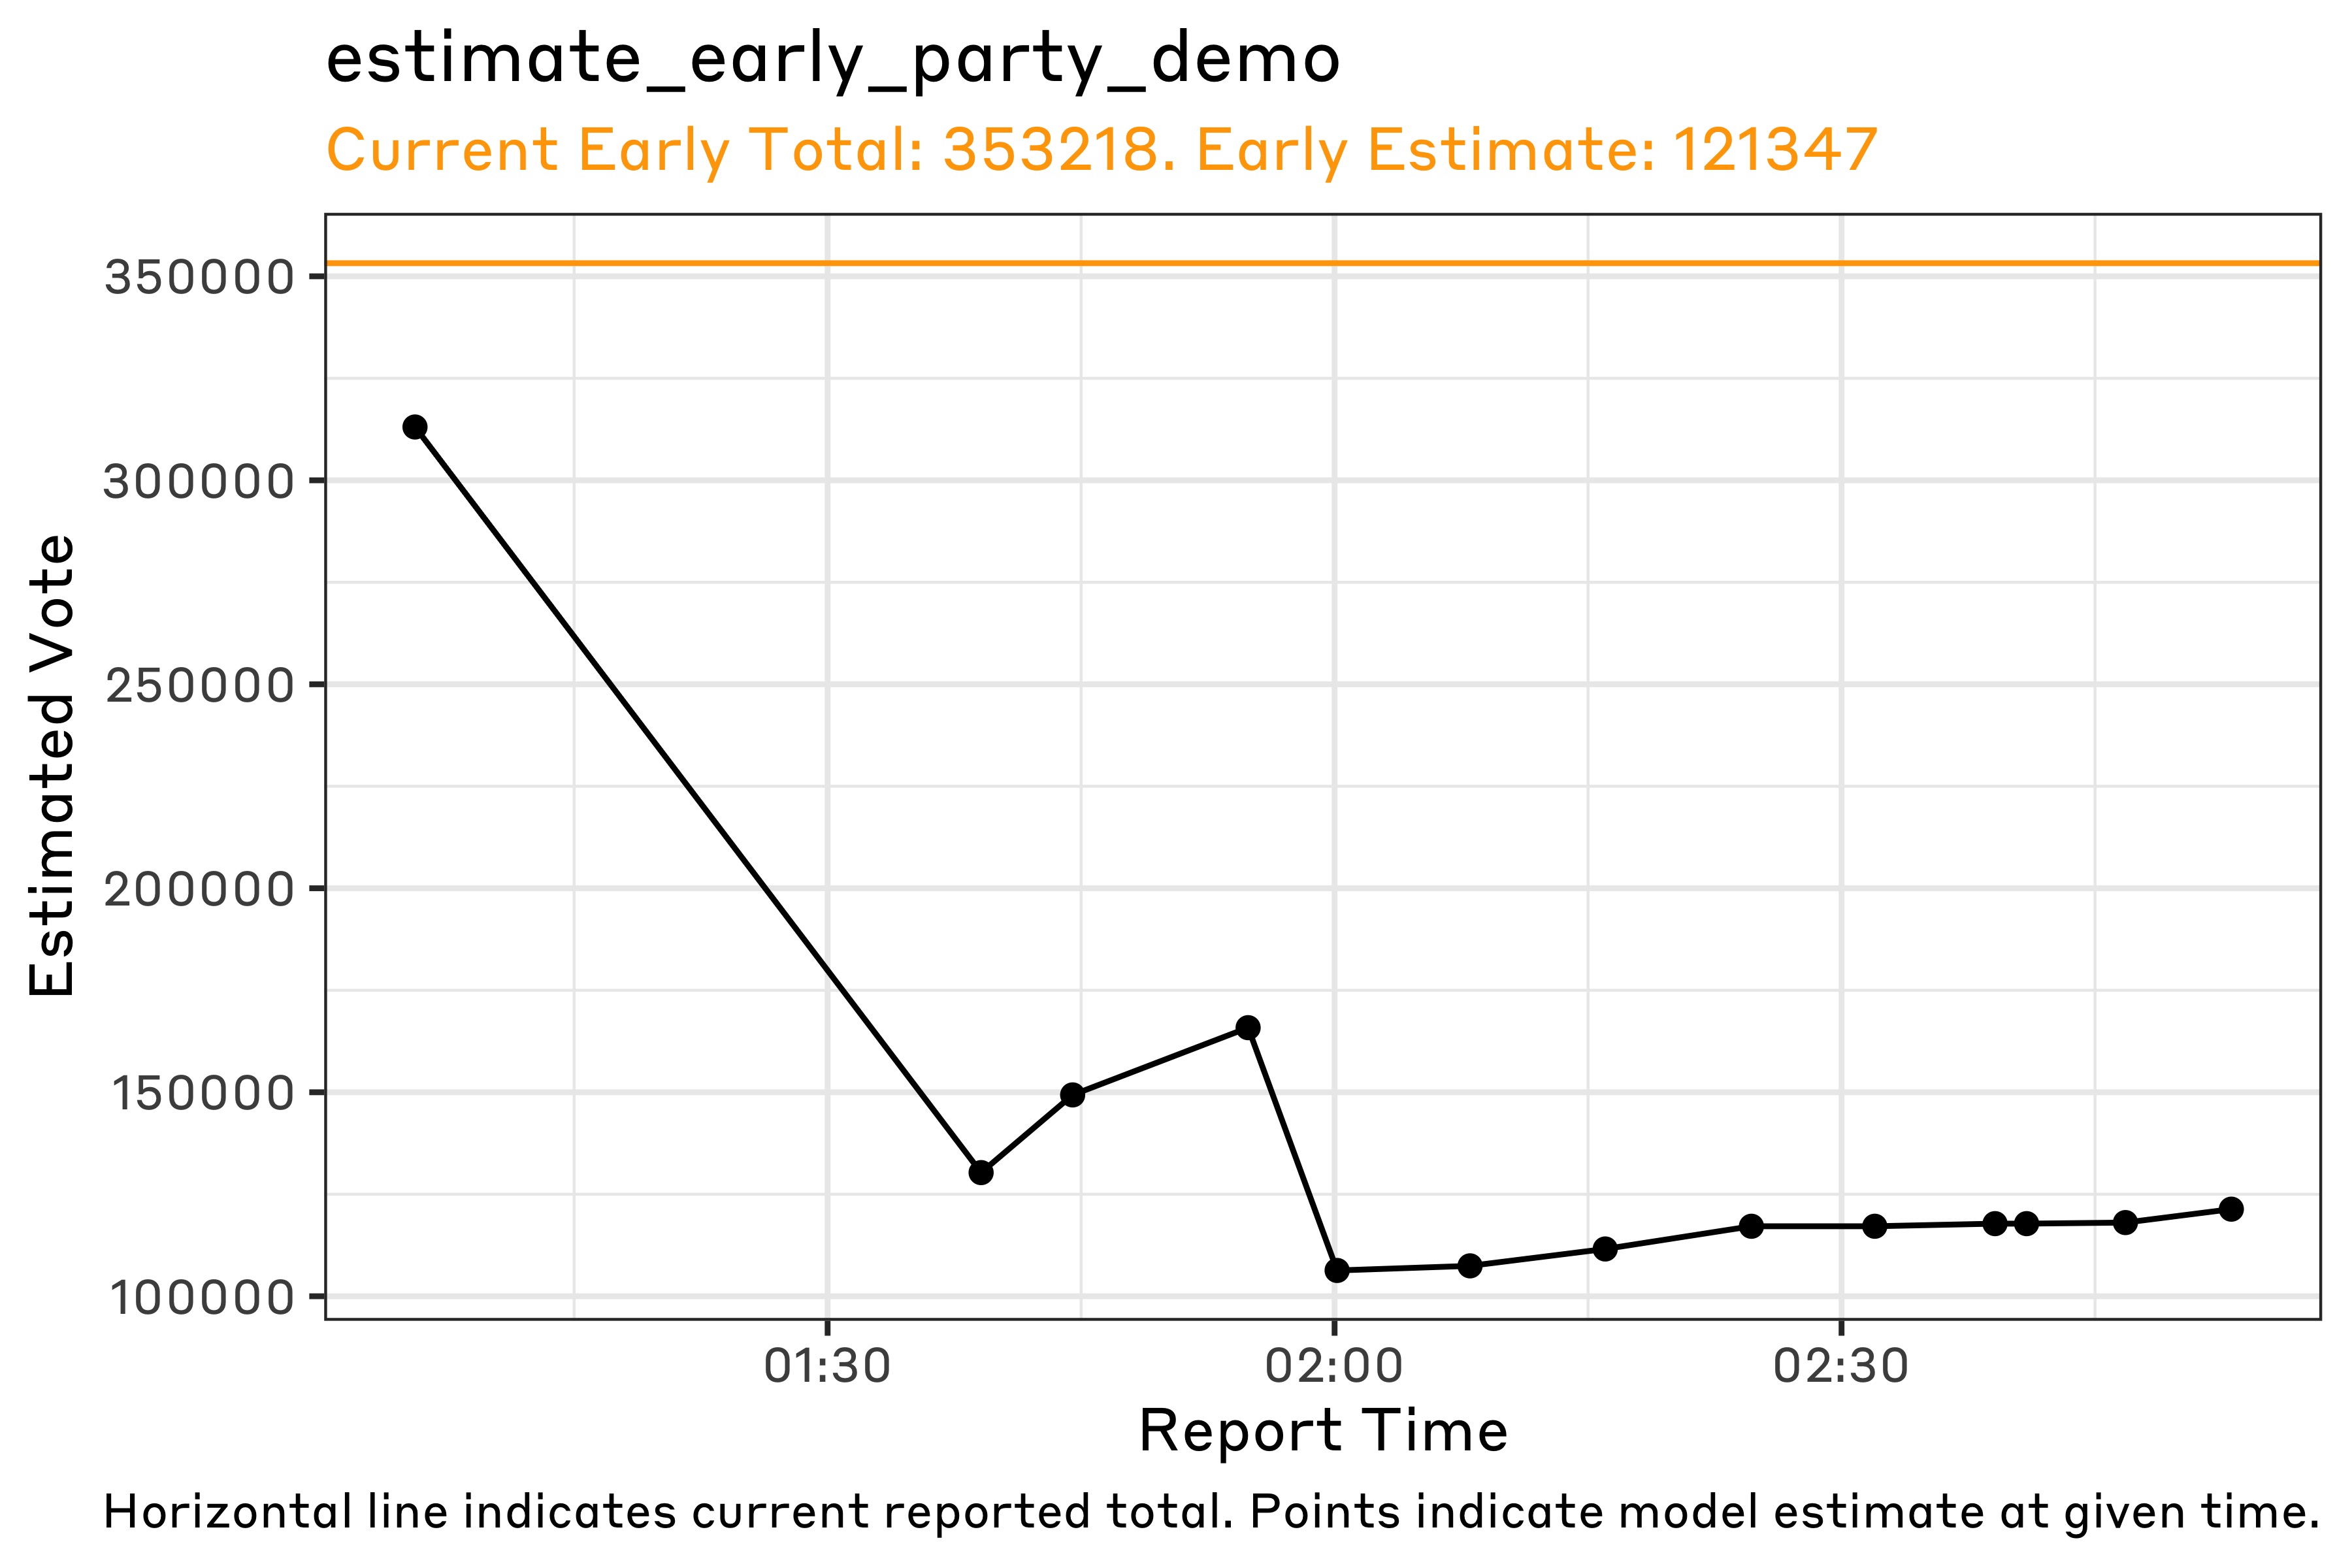 estimate_early_party_demo
Current Early Total: 353218. Early Estimate: 121347
Estimated Vote
350000
300000
250000
200000
150000
100000
01:30 02:00 02:30
Report Time
Horizontal line indicates current reported total. Points indicate model estimate at given time.